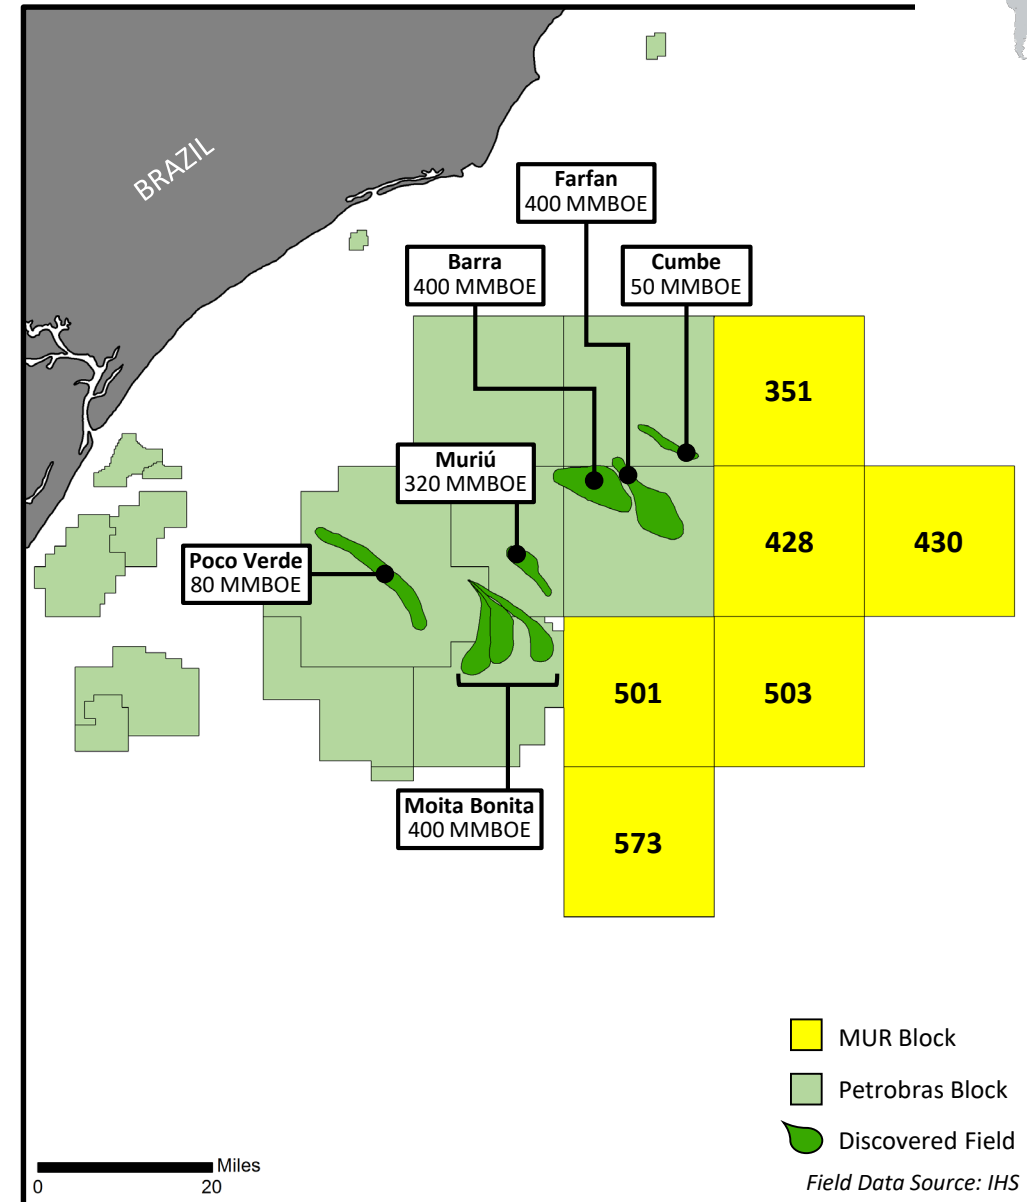 BRAZIL
Farfan
400 MMBOE
Barra
400 MMBOE
Cumbe
50 MMBOE
351
Muriú
320 MMBOE
428
430
Poco Verde
80 MMBOE
501
503
Moita Bonita
400 MMBOE
573
MUR Block
Petrobras Block
Discovered Field
Miles
0 20
Field Data Source: IHS